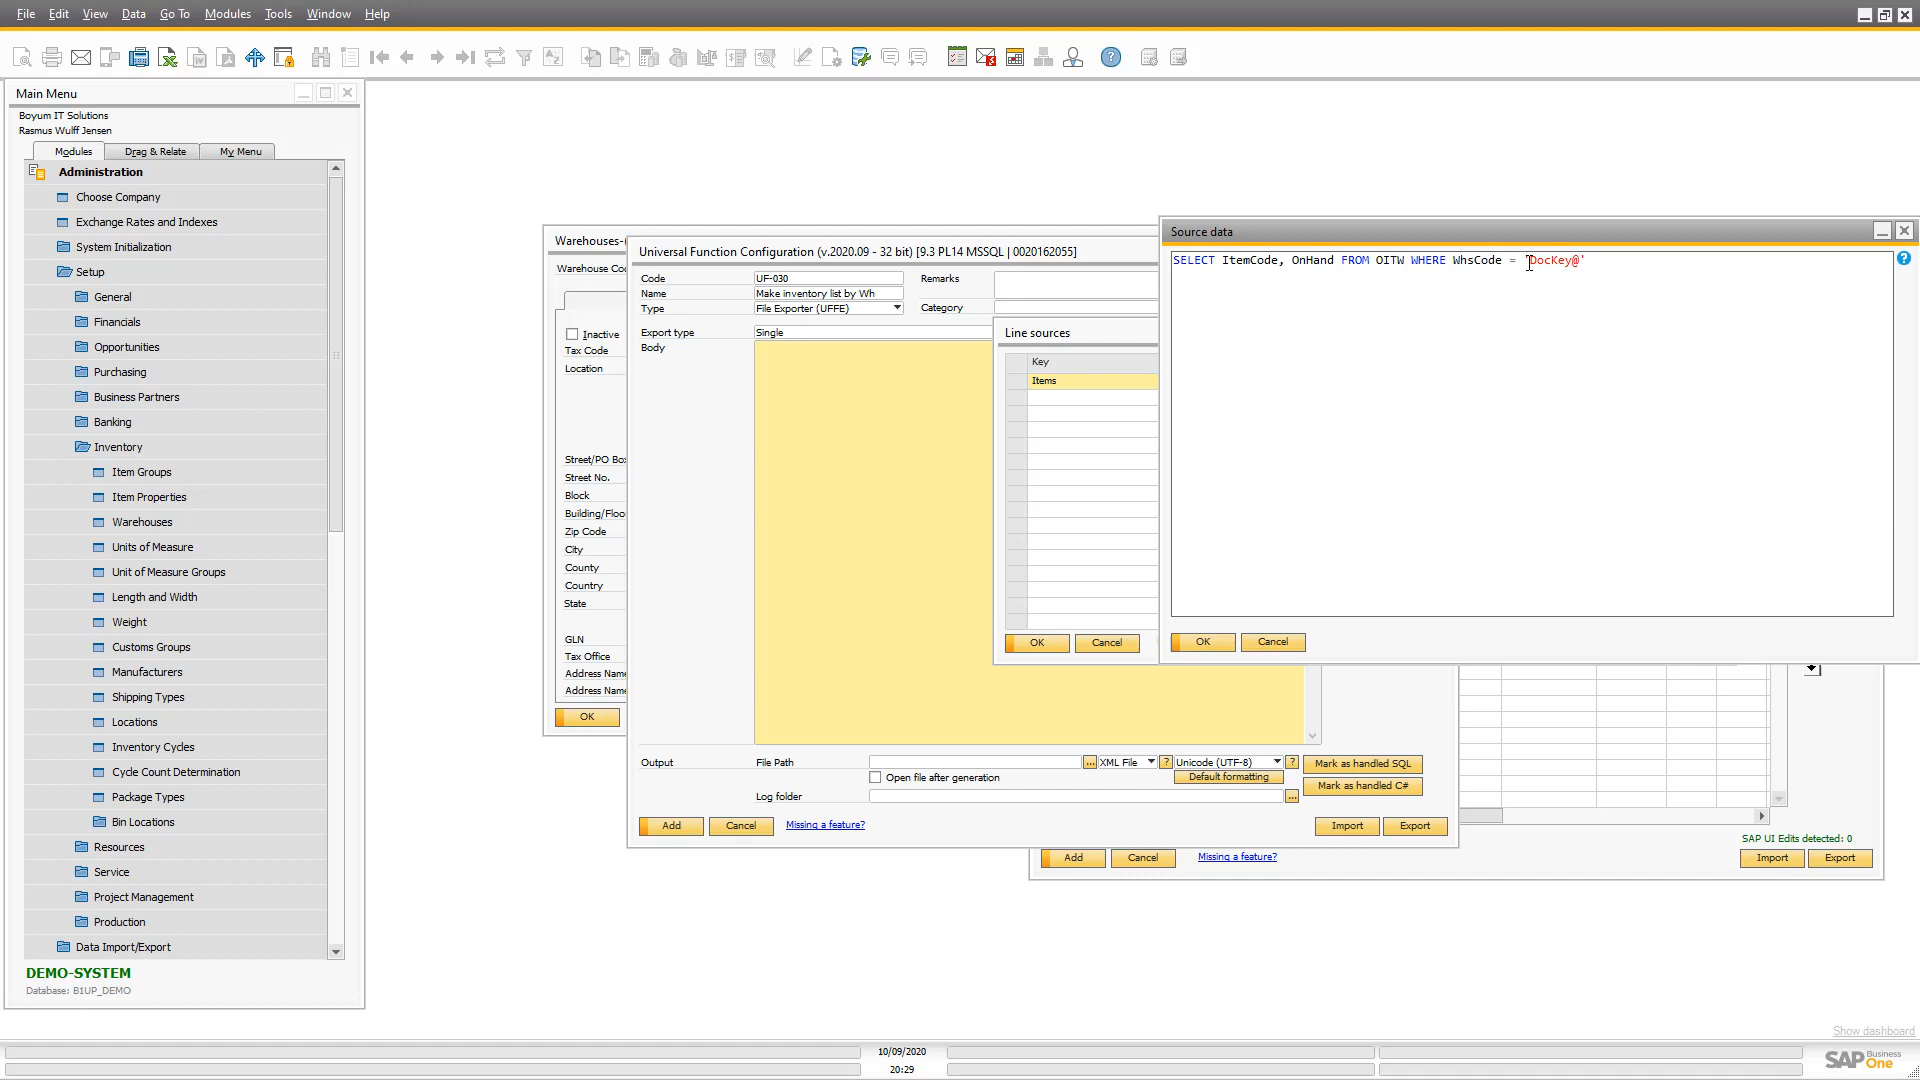 File Edit View Data Go To Modules Tools Window Help
Main Menu
Boyum IT Solutions
Rasmus Wulff Jensen
Modules Drag & Relate My Menu
Administration
Choose Company
Exchange Rates and Indexes
System Initialization
Setup
General
Financials
Opportunities
Purchasing
Business Partners
Banking
Inventory
Item Groups
Item Properties
Warehouses
Units of Measure
Unit of Measure Groups
Length and Width
Weight
Customs Groups
Manufacturers
Shipping Types
Locations
Inventory Cycles
Cycle Count Determination
Package Types
Bin Locations
Resources
Service
Project Management
Production
Data Import/Export
DEMO-SYSTEM
Database: B1UP_DEMO
Warehouses-
Warehouse Co
Inactive
Tax Code
Location
Street/PO Bo
Street No.
Block
Building/Floo
Zip Code
City
County
Country
State
GLN
Tax Office
Address Name
Address Name
OK
Universal Function Configuration (v.2020.09 - 32 bit) [9.3 PL14 MSSQL | 0020162055]
Code UF-030 Remarks
Name Make inventory list by Wh
Type File Exporter (UFFE) Category
Export type Single
Body
Output File Path ... XML File ? Unicode (UTF-8) ? Mark as handled SQL
Open file after generation Default formatting
Mark as handled C#
Log folder ...
Add Cancel Missing a feature? Import Export
Line sources
Key
Items
OK Cancel
Source data
SELECT ItemCode, OnHand FROM OITW WHERE WhsCode = 'DocKey@'
OK Cancel
SAP UI Edits detected: 0
Add Cancel Missing a feature? Import Export
Show dashboard
10/09/2020
20:29
SAP Business One